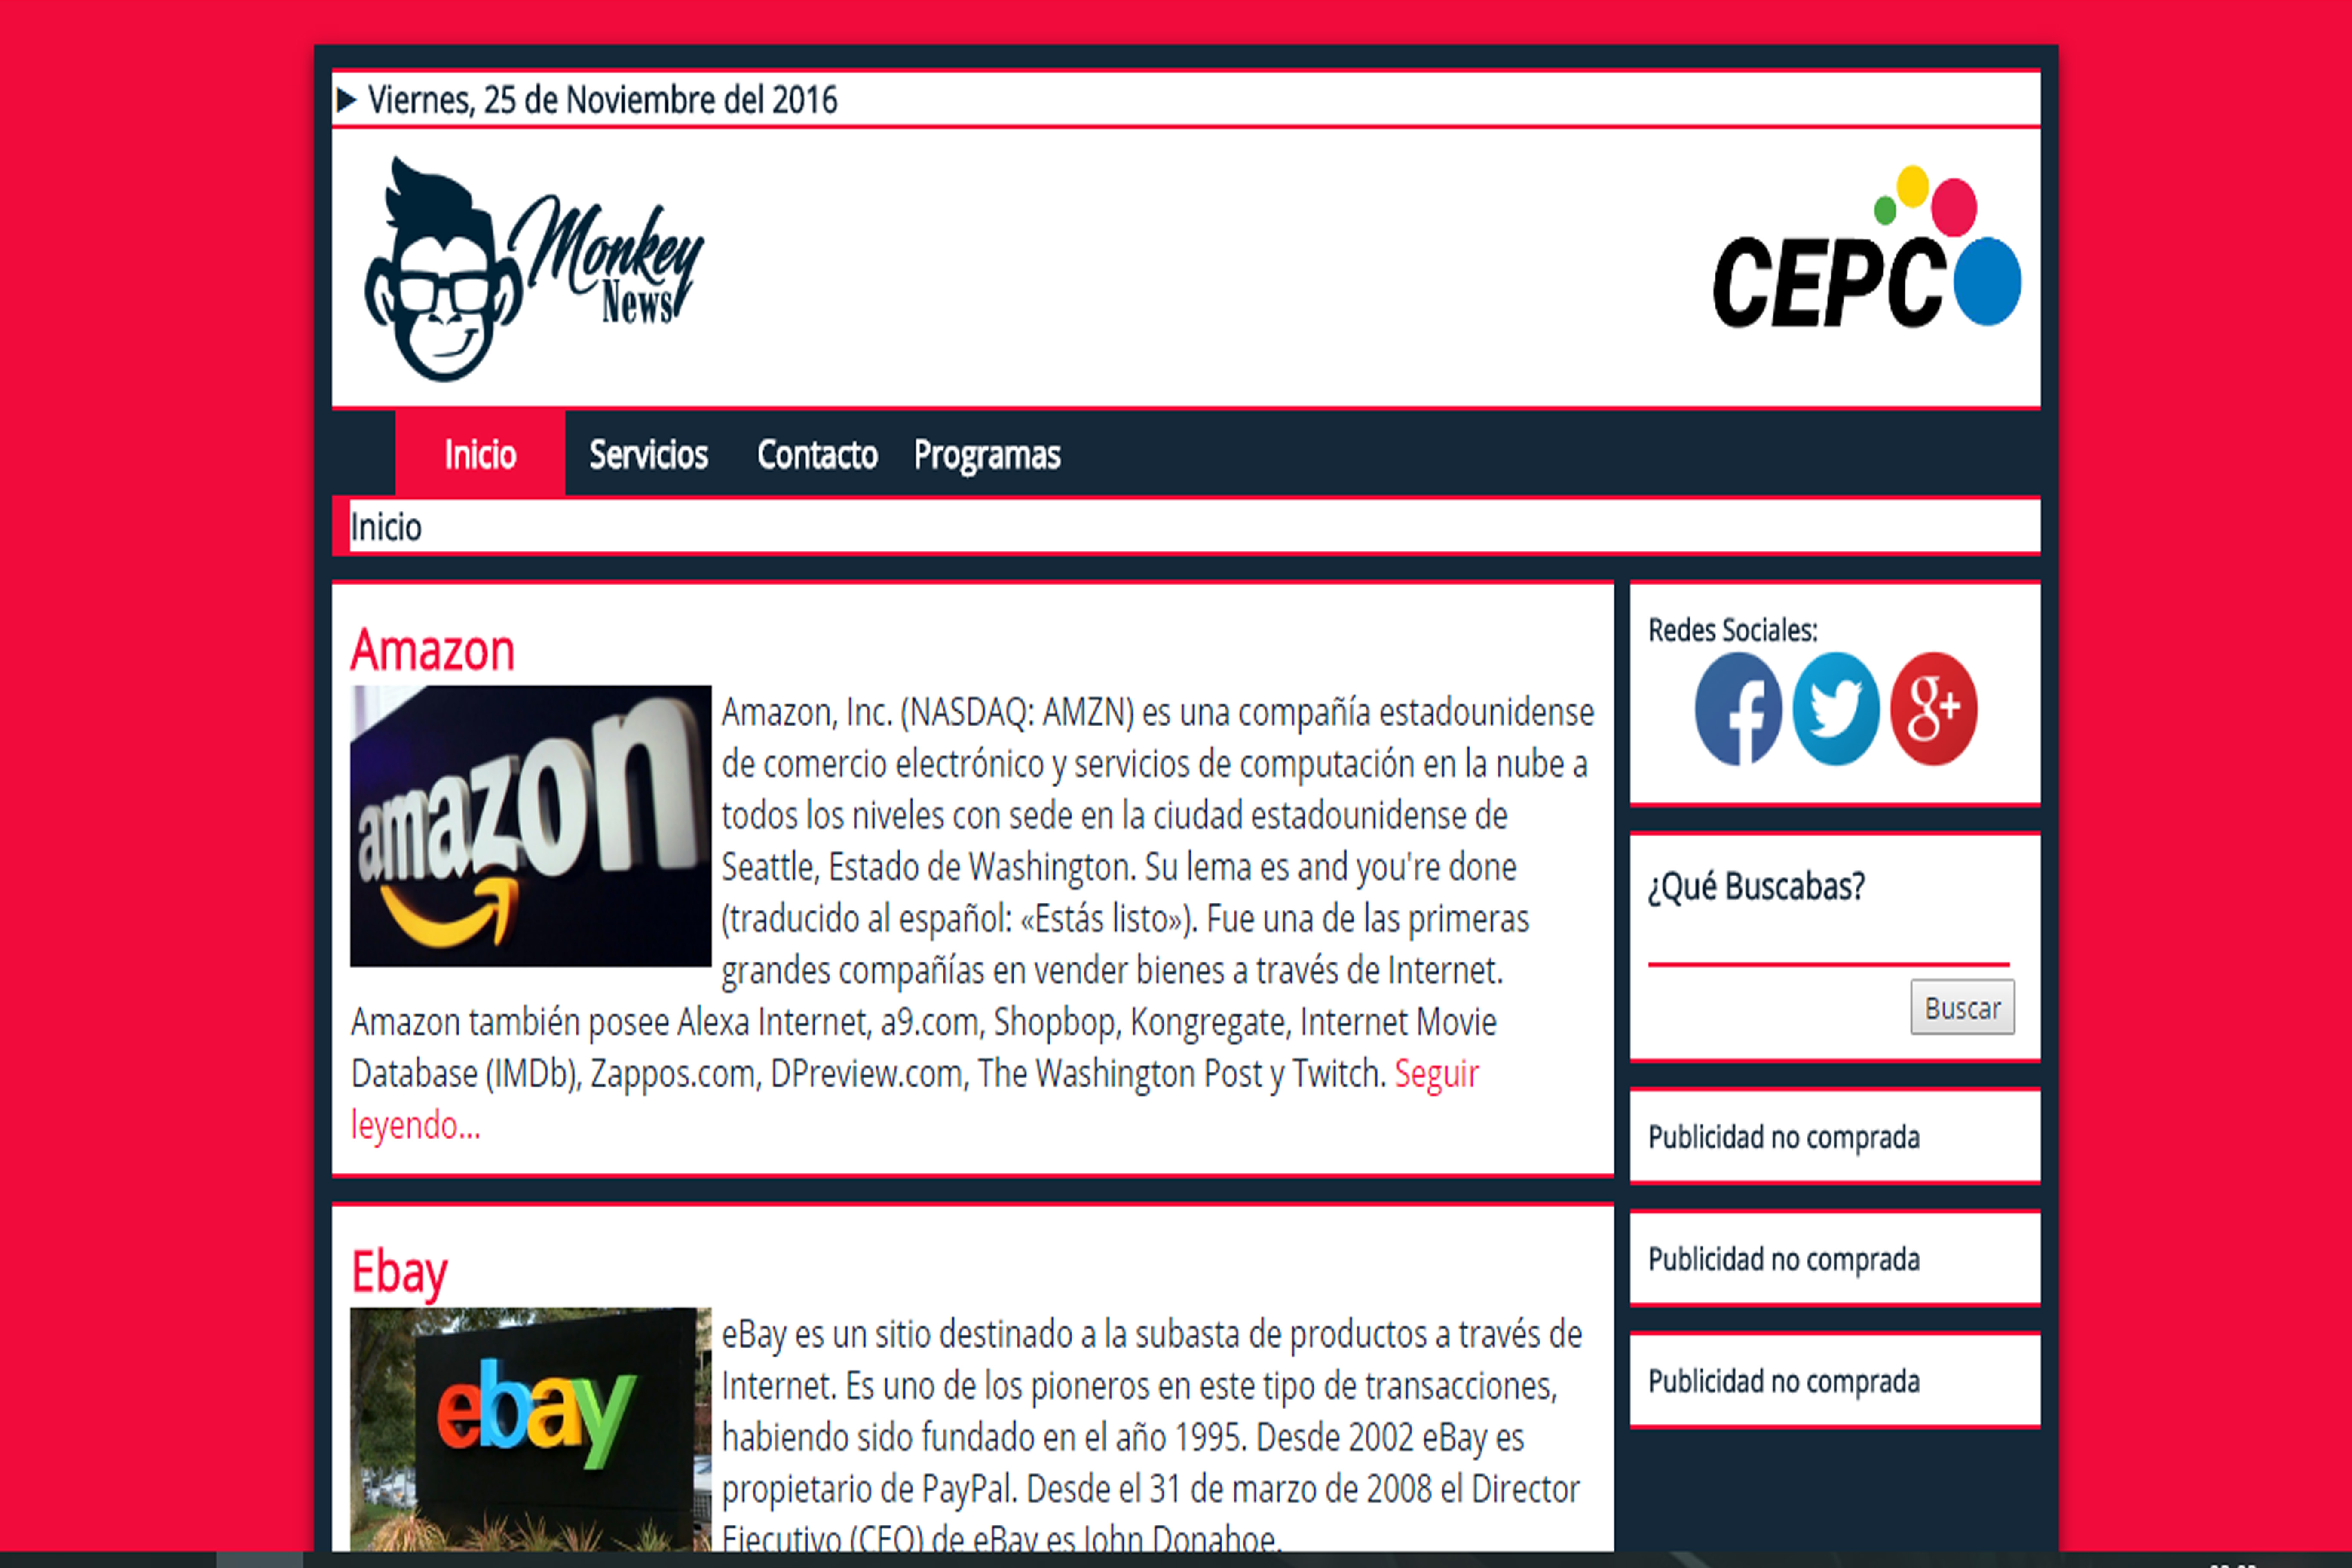 Viernes, 25 de Noviembre del 2016
Monkey
News
CEPC
Inicio
Servicios
Contacto
Programas
Inicio
Amazon
amazon
Amazon, Inc. (NASDAQ: AMZN) es una compañía estadounidense
de comercio electrónico y servicios de computación en la nube a
todos los niveles con sede en la ciudad estadounidense de
Seattle, Estado de Washington. Su lema es and you're done
(traducido al español: «Estás listo»). Fue una de las primeras
grandes compañías en vender bienes a través de Internet.
Amazon también posee Alexa Internet, a9.com, Shopbop, Kongregate, Internet Movie
Database (IMDb), Zappos.com, DPreview.com, The Washington Post y Twitch. Seguir
leyendo...
Ebay
ebay
eBay es un sitio destinado a la subasta de productos a través de
Internet. Es uno de los pioneros en este tipo de transacciones,
habiendo sido fundado en el año 1995. Desde 2002 eBay es
propietario de PayPal. Desde el 31 de marzo de 2008 el Director
Ejecutivo (CEO) de eBay es John Donahoe.
Redes Sociales:
f
g+
¿Qué Buscabas?
Buscar
Publicidad no comprada
Publicidad no comprada
Publicidad no comprada